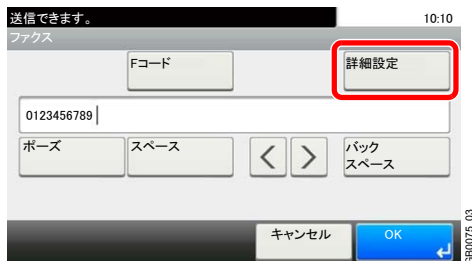 送信できます。 10:10
ファクス
Fコード 詳細設定
0123456789
ポーズ スペース < > バック
スペース
キャンセル OK
GB0075_03